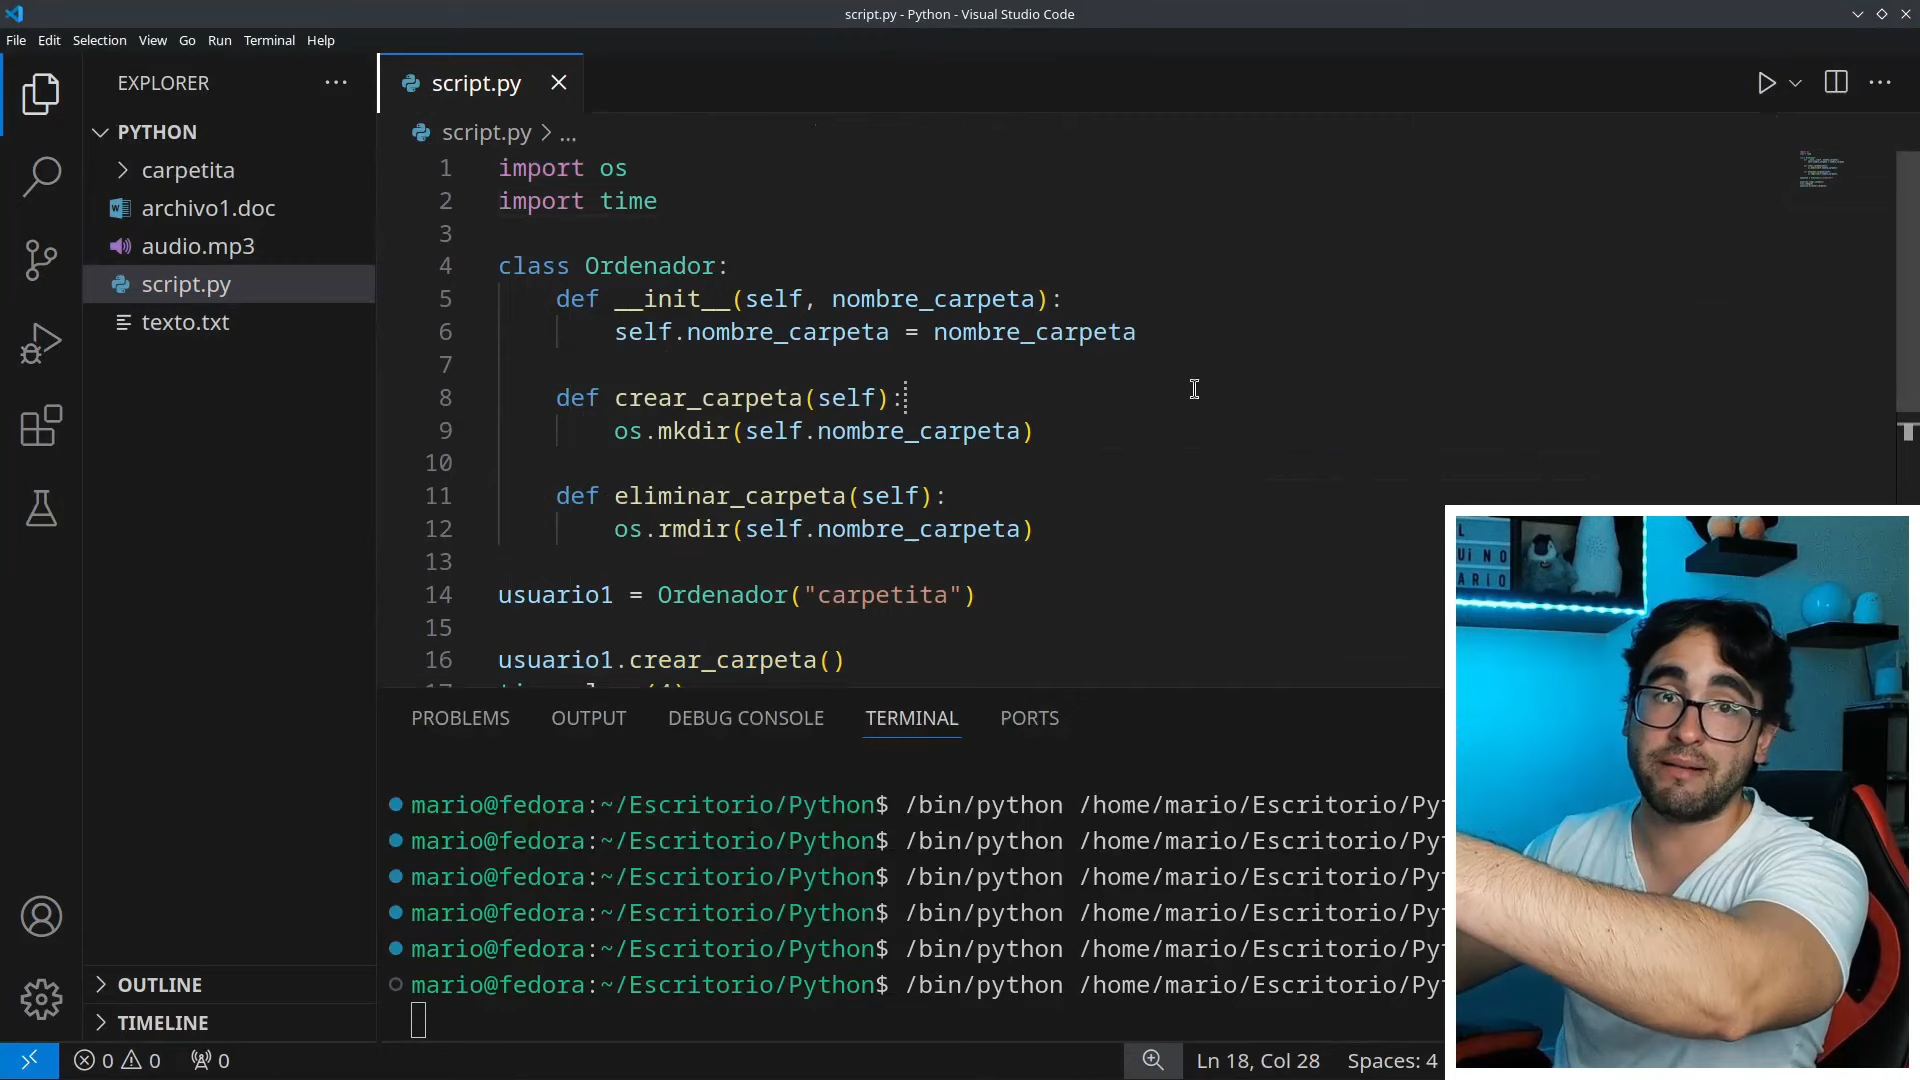 script.py - Python - Visual Studio Code
File Edit Selection View Go Run Terminal Help
EXPLORER
PYTHON
carpetita
archivo1.doc
audio.mp3
script.py
texto.txt
OUTLINE
TIMELINE
script.py
script.py > ...
1 import os
2 import time
3
4 class Ordenador:
5 def __init__(self, nombre_carpeta):
6 self.nombre_carpeta = nombre_carpeta
7
8 def crear_carpeta(self):
9 os.mkdir(self.nombre_carpeta)
10
11 def eliminar_carpeta(self):
12 os.rmdir(self.nombre_carpeta)
13
14 usuario1 = Ordenador("carpetita")
15
16 usuario1.crear_carpeta()
PROBLEMS OUTPUT DEBUG CONSOLE TERMINAL PORTS
mario@fedora:~/Escritorio/Python$ /bin/python /home/mario/Escritorio/Py
mario@fedora:~/Escritorio/Python$ /bin/python /home/mario/Escritorio/Py
mario@fedora:~/Escritorio/Python$ /bin/python /home/mario/Escritorio/Py
mario@fedora:~/Escritorio/Python$ /bin/python /home/mario/Escritorio/Py
mario@fedora:~/Escritorio/Python$ /bin/python /home/mario/Escritorio/Py
mario@fedora:~/Escritorio/Python$ /bin/python /home/mario/Escritorio/Py
0 0 0
Ln 18, Col 28 Spaces: 4